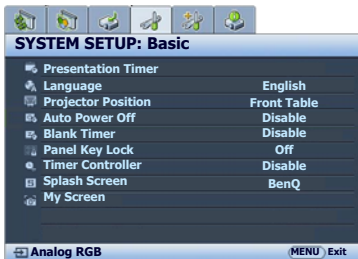 SYSTEM SETUP: Basic
Presentation Timer
Language English
Projector Position Front Table
Auto Power Off Disable
Blank Timer Disable
Panel Key Lock Off
Timer Controller Disable
Splash Screen BenQ
My Screen
Analog RGB MENU Exit